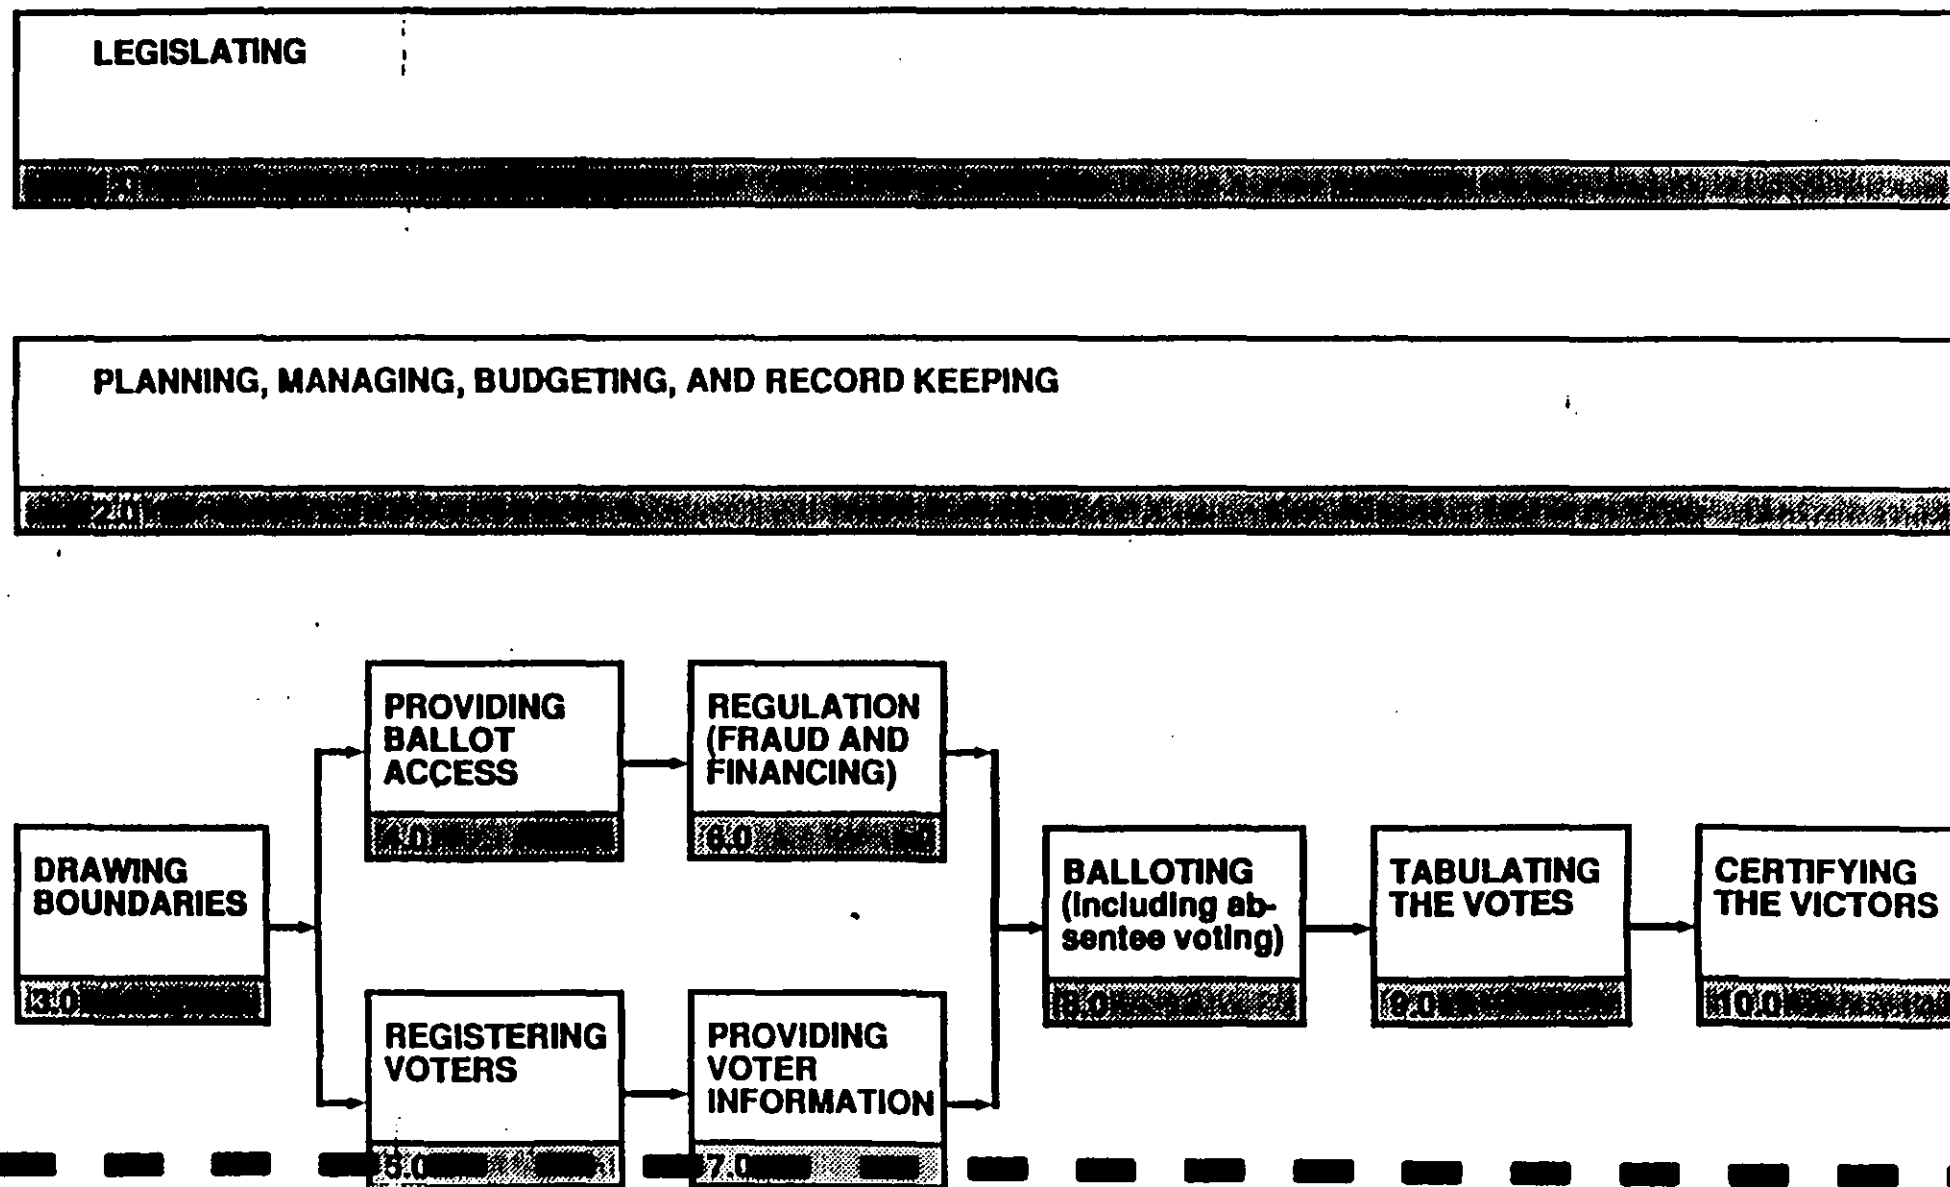 LEGISLATING
PLANNING, MANAGING, BUDGETING, AND RECORD KEEPING
2.0
PROVIDING
BALLOT
ACCESS
4.0
REGULATION
(FRAUD AND
FINANCING)
6.0
DRAWING
BOUNDARIES
3.0
BALLOTING
(Including ab-
sentee voting)
8.0
TABULATING
THE VOTES
9.0
CERTIFYING
THE VICTORS
10.0
REGISTERING
VOTERS
5.0
PROVIDING
VOTER
INFORMATION
7.0